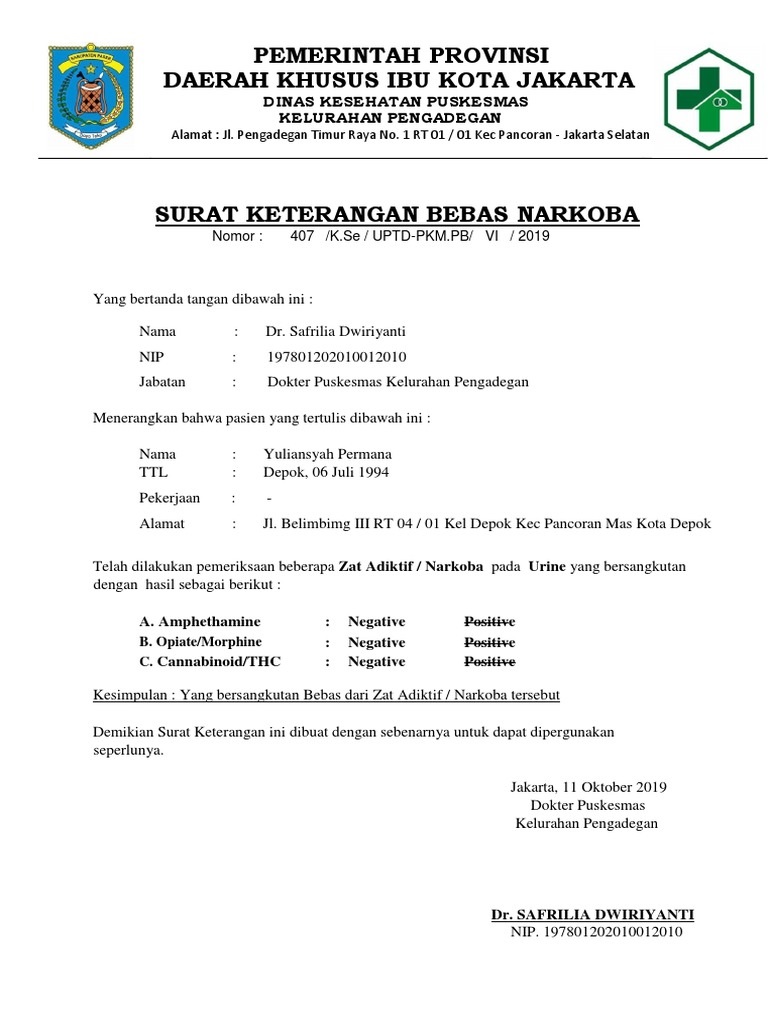 KABUPATEN PASER
PEMERINTAH PROVINSI
DAERAH KHUSUS IBU KOTA JAKARTA
DINAS KESEHATAN PUSKESMAS
KELURAHAN PENGADEGAN
Alamat : Jl. Pengadegan Timur Raya No. 1 RT 01 / 01 Kec Pancoran - Jakarta Selatan
SURAT KETERANGAN BEBAS NARKOBA
Nomor : 407 /K.Se / UPTD-PKM.PB/ VI / 2019
Yang bertanda tangan dibawah ini :
Nama : Dr. Safrilia Dwiriyanti
NIP : 197801202010012010
Jabatan : Dokter Puskesmas Kelurahan Pengadegan
Menerangkan bahwa pasien yang tertulis dibawah ini :
Nama : Yuliansyah Permana
TTL : Depok, 06 Juli 1994
Pekerjaan : -
Alamat : Jl. Belimbimg III RT 04 / 01 Kel Depok Kec Pancoran Mas Kota Depok
Telah dilakukan pemeriksaan beberapa Zat Adiktif / Narkoba pada Urine yang bersangkutan
dengan hasil sebagai berikut :
A. Amphethamine : Negative Positive
B. Opiate/Morphine : Negative Positive
C. Cannabinoid/THC : Negative Positive
Kesimpulan : Yang bersangkutan Bebas dari Zat Adiktif / Narkoba tersebut
Demikian Surat Keterangan ini dibuat dengan sebenarnya untuk dapat dipergunakan
seperlunya.
Jakarta, 11 Oktober 2019
Dokter Puskesmas
Kelurahan Pengadegan
Dr. SAFRILIA DWIRIYANTI
NIP. 197801202010012010